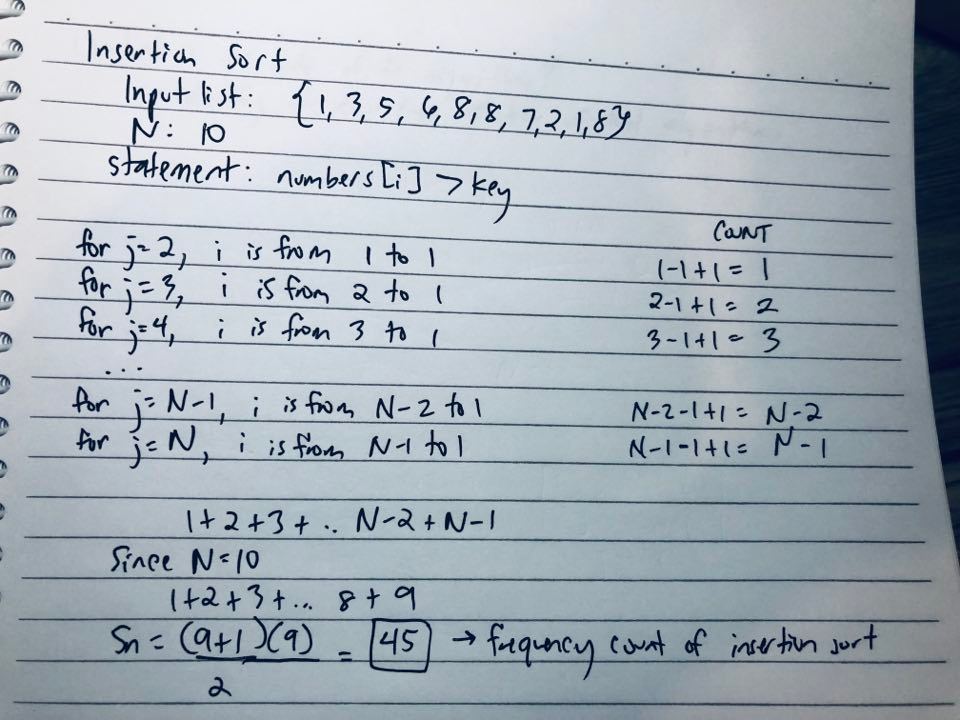 Insertion Sort
Input list: {1, 3, 5, 6, 8, 8, 7, 2, 1, 8}
N: 10
statement: numbers[i] > key
COUNT
for j=2, i is from 1 to 1 1-1+1 = 1
for j=3, i is from 2 to 1 2-1+1 = 2
for j=4, i is from 3 to 1 3-1+1 = 3
...
for j=N-1, i is from N-2 to 1 N-2-1+1 = N-2
for j=N, i is from N-1 to 1 N-1-1+1 = N-1
1+2+3+.. N-2+N-1
Since N=10
1+2+3+... 8+9
Sn = (9+1)(9) = 45 → frequency count of insertion sort
2